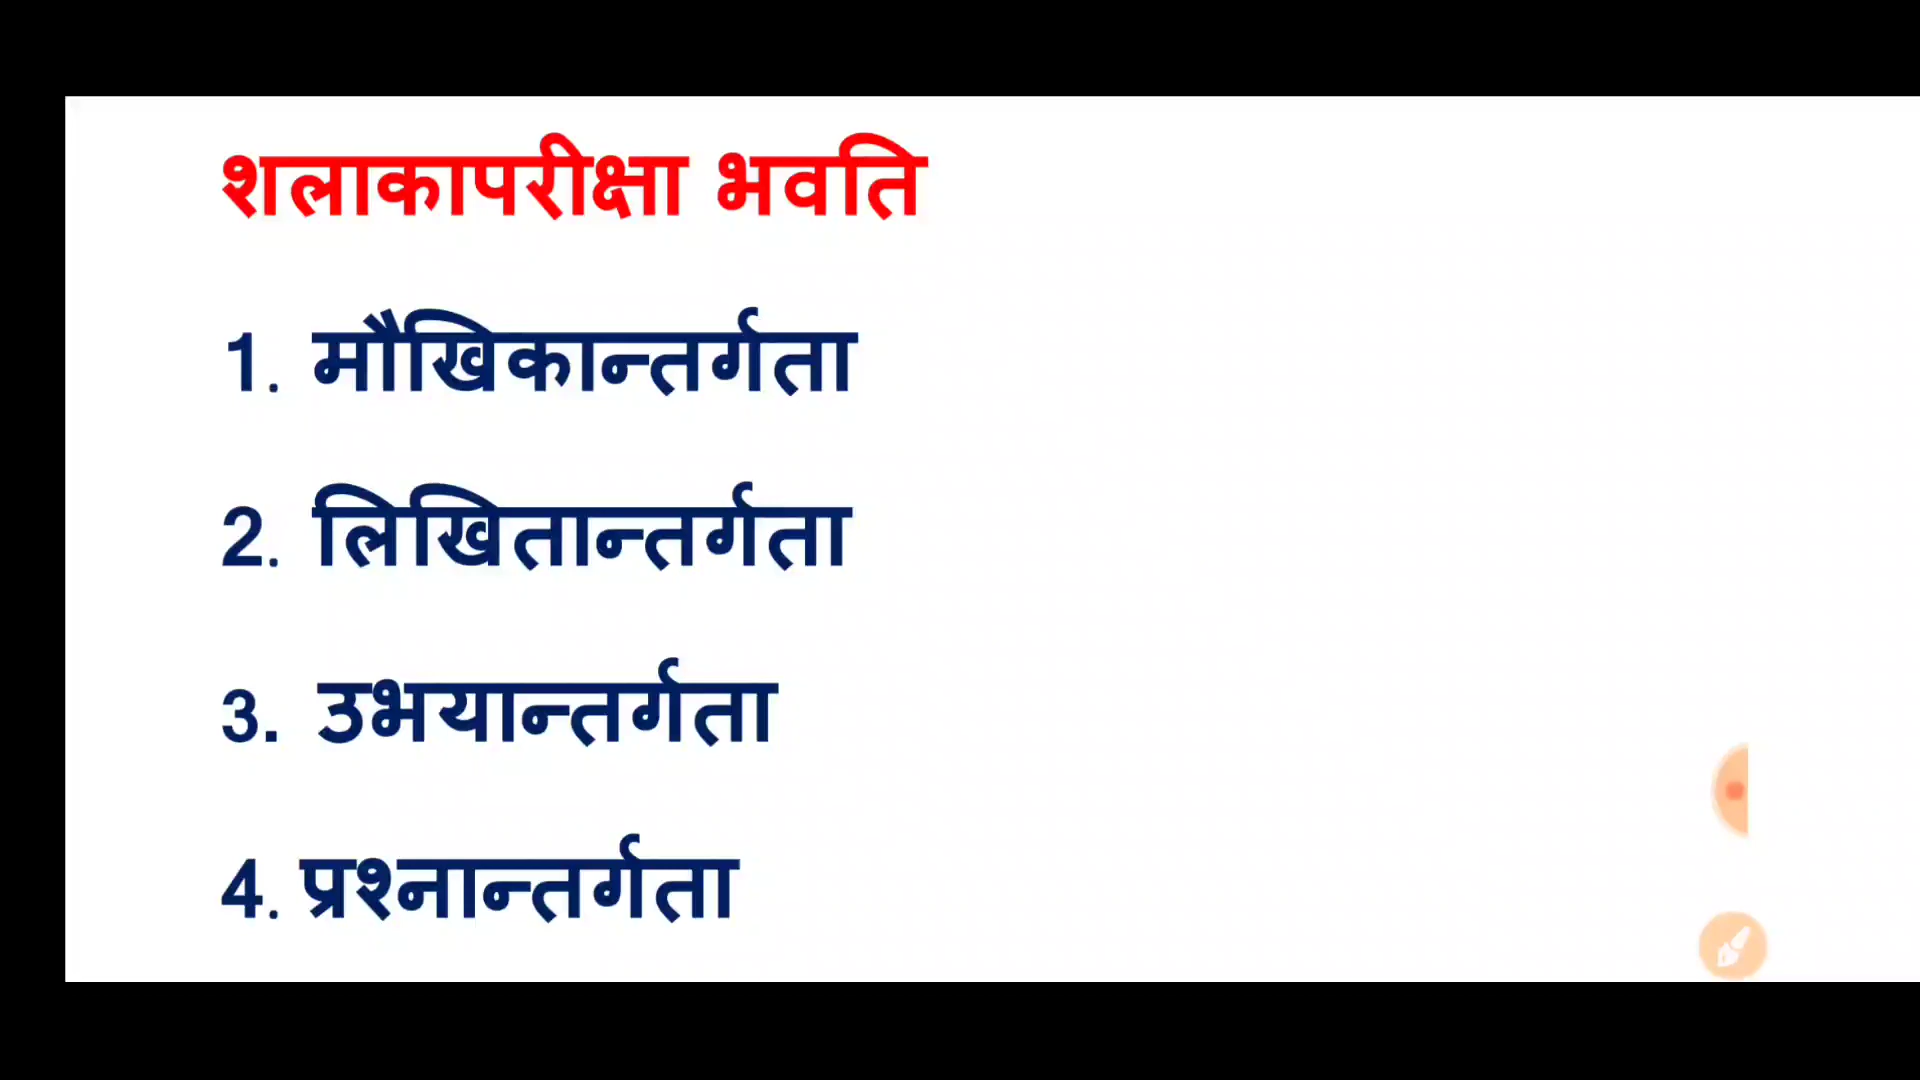 शलाकापरीक्षा भवति
1. मौखिकान्तर्गता
2. लिखितान्तर्गता
3. उभयान्तर्गता
4. प्रश्नान्तर्गता